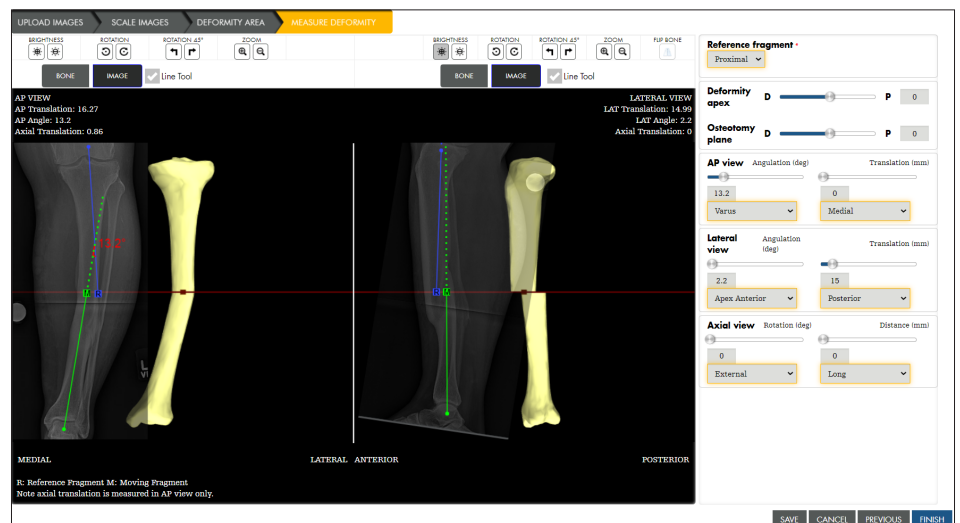 UPLOAD IMAGES SCALE IMAGES DEFORMITY AREA MEASURE DEFORMITY
BRIGHTNESS ROTATION ROTATION 45° ZOOM BRIGHTNESS ROTATION ROTATION 45° ZOOM FLIP BONE
BONE IMAGE Line Tool BONE IMAGE Line Tool
AP VIEW
AP Translation: 16.27
AP Angle: 13.2
Axial Translation: 0.86
LATERAL VIEW
LAT Translation: 14.99
LAT Angle: 2.2
Axial Translation: 0
13.2°
M R
R M
L
MEDIAL LATERAL ANTERIOR POSTERIOR
R: Reference Fragment M: Moving Fragment
Note axial translation is measured in AP view only.
Reference fragment
Proximal
Deformity apex D P 0
Osteotomy plane D P 0
AP view Angulation (deg) Translation (mm)
13.2 0
Varus Medial
Lateral view Angulation (deg) Translation (mm)
2.2 15
Apex Anterior Posterior
Axial view Rotation (deg) Distance (mm)
0 0
External Long
SAVE CANCEL PREVIOUS FINISH